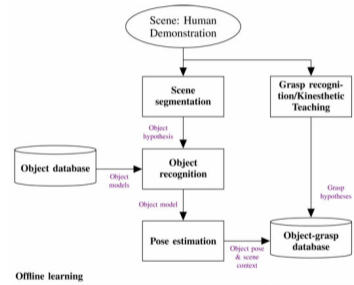 Scene: Human
Demonstration
Scene
segmentation
Grasp recogni-
tion/Kinesthetic
Teaching
Object
hypothesis
Object database
Object
models
Object
recognition
Grasp
hypotheses
Object model
Pose estimation
Object pose
& scene
context
Object-grasp
database
Offline learning